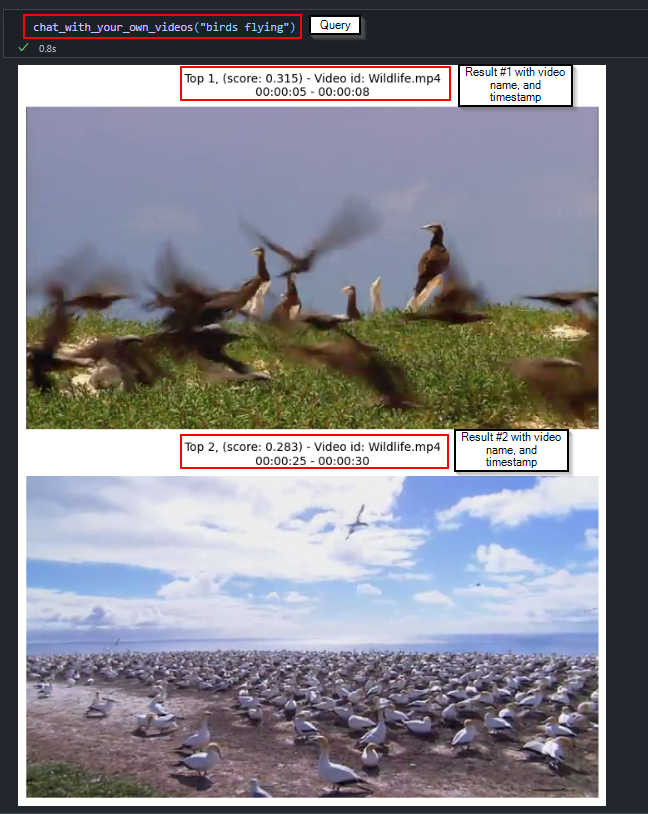 chat_with_your_own_videos("birds flying")
Query
0.8s
Top 1, (score: 0.315) - Video id: Wildlife.mp4
00:00:05 - 00:00:08
Result #1 with video
name, and
timestamp
Top 2, (score: 0.283) - Video id: Wildlife.mp4
00:00:25 - 00:00:30
Result #2 with video
name, and
timestamp